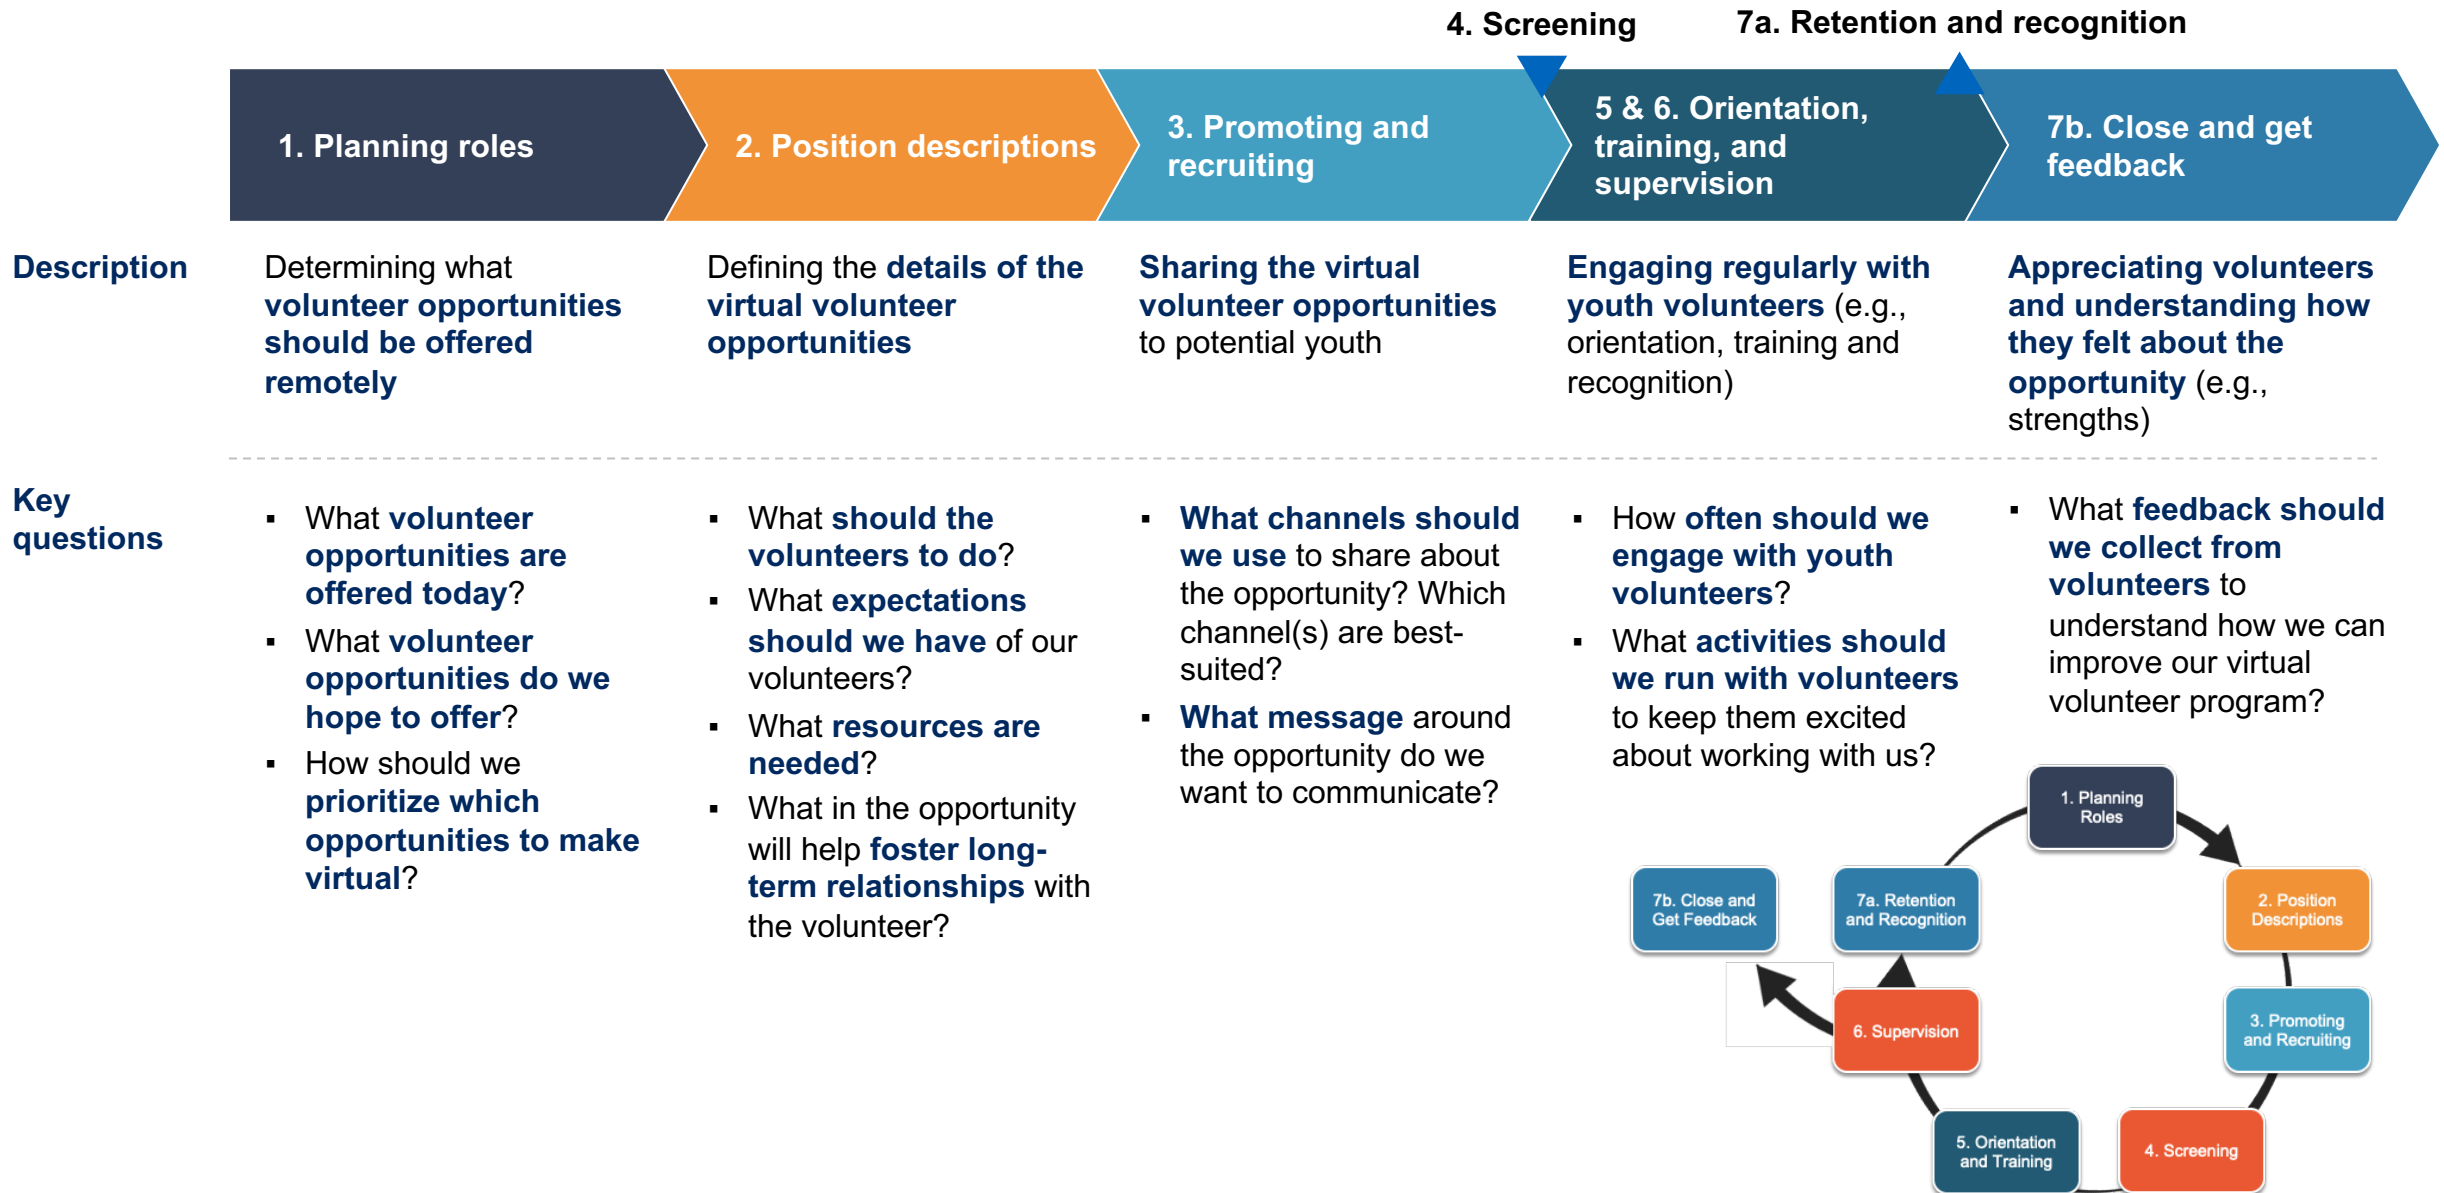 4. Screening
7a. Retention and recognition
1. Planning roles
2. Position descriptions
3. Promoting and
recruiting
5 & 6. Orientation,
training, and
supervision
7b. Close and get
feedback
Description
Determining what
volunteer opportunities
should be offered
remotely
Defining the details of the
virtual volunteer
opportunities
Sharing the virtual
volunteer opportunities
to potential youth
Engaging regularly with
youth volunteers (e.g.,
orientation, training and
recognition)
Appreciating volunteers
and understanding how
they felt about the
opportunity (e.g.,
strengths)
Key
questions
▪ What volunteer
opportunities are
offered today?
▪ What volunteer
opportunities do we
hope to offer?
▪ How should we
prioritize which
opportunities to make
virtual?
▪ What should the
volunteers to do?
▪ What expectations
should we have of our
volunteers?
▪ What resources are
needed?
▪ What in the opportunity
will help foster long-
term relationships with
the volunteer?
▪ What channels should
we use to share about
the opportunity? Which
channel(s) are best-
suited?
▪ What message around
the opportunity do we
want to communicate?
▪ How often should we
engage with youth
volunteers?
▪ What activities should
we run with volunteers
to keep them excited
about working with us?
▪ What feedback should
we collect from
volunteers to
understand how we can
improve our virtual
volunteer program?
1. Planning
Roles
2. Position
Descriptions
3. Promoting
and Recruiting
4. Screening
5. Orientation
and Training
6. Supervision
7a. Retention
and Recognition
7b. Close and
Get Feedback